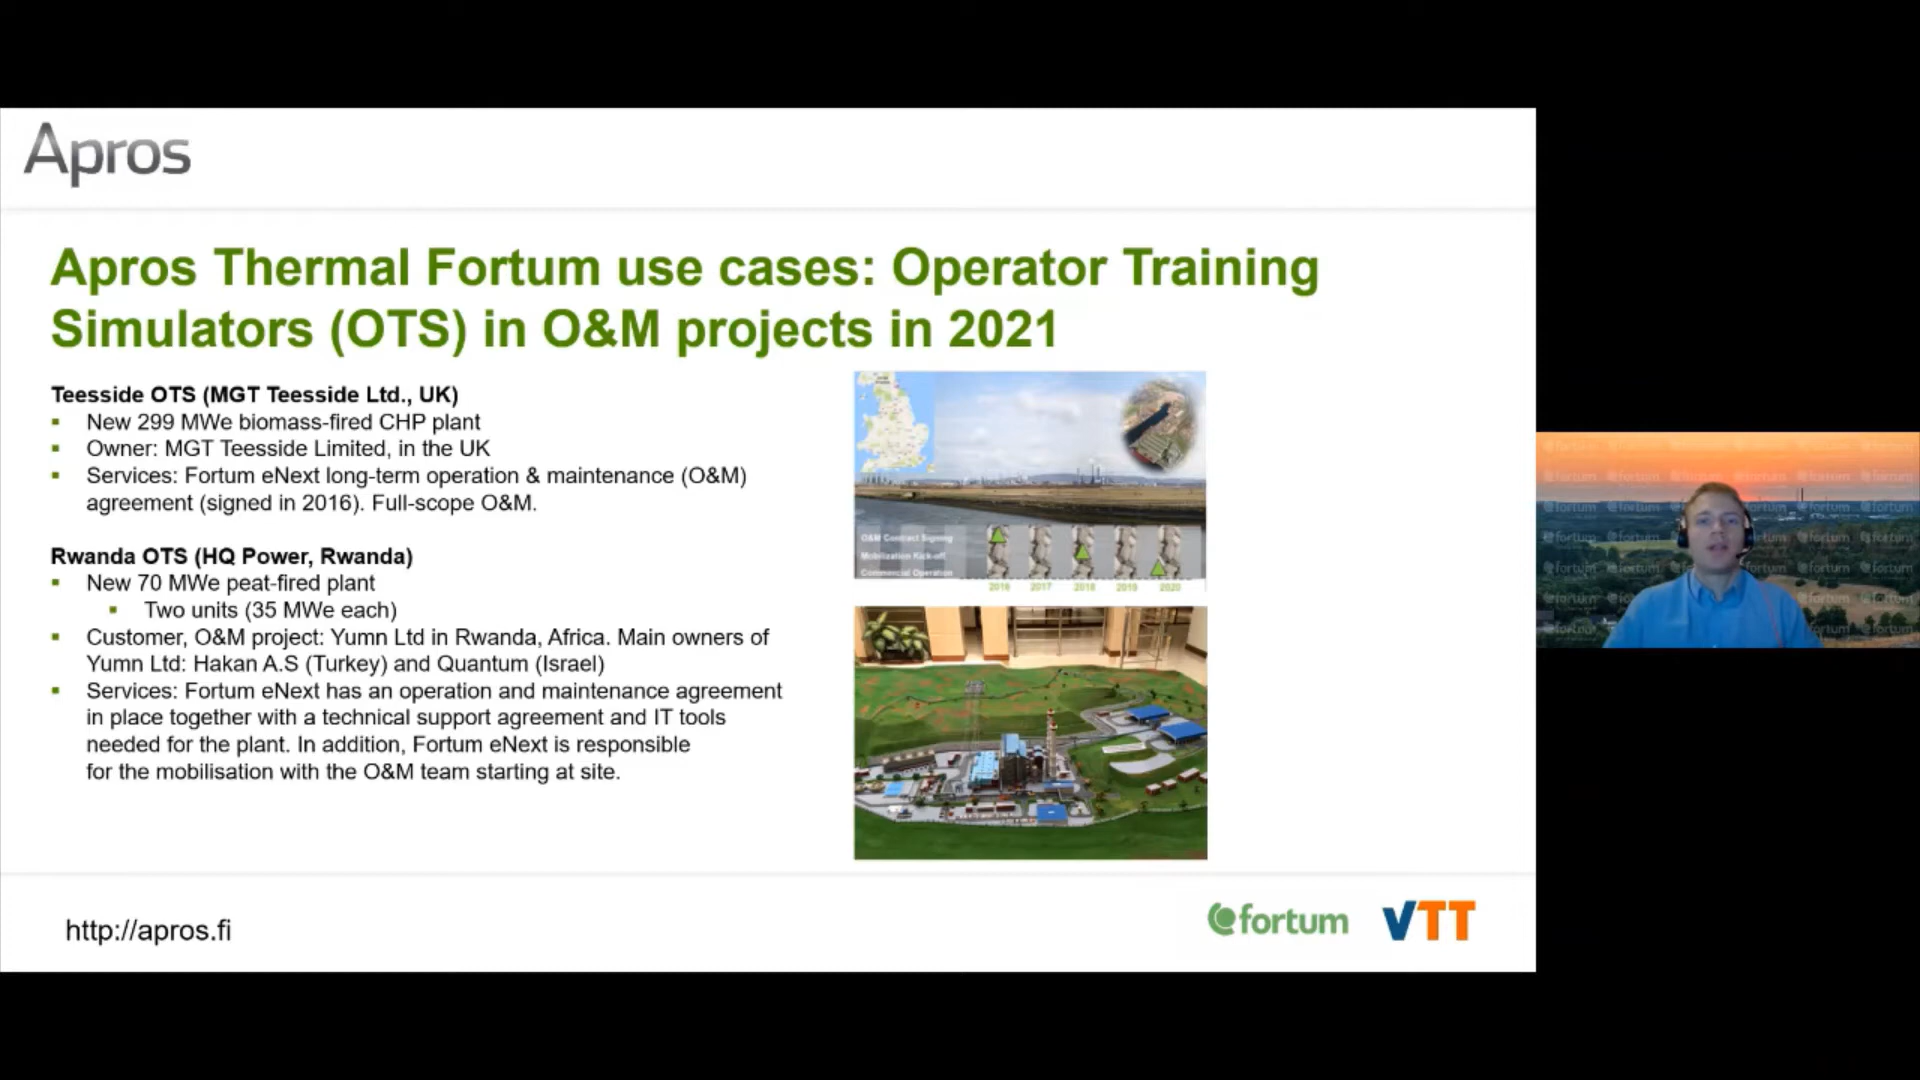 Apros
Apros Thermal Fortum use cases: Operator Training
Simulators (OTS) in O&M projects in 2021
Teesside OTS (MGT Teesside Ltd., UK)
New 299 MWe biomass-fired CHP plant
Owner: MGT Teesside Limited, in the UK
Services: Fortum eNext long-term operation & maintenance (O&M)
agreement (signed in 2016). Full-scope O&M.
Rwanda OTS (HQ Power, Rwanda)
New 70 MWe peat-fired plant
Two units (35 MWe each)
Customer, O&M project: Yumn Ltd in Rwanda, Africa. Main owners of
Yumn Ltd: Hakan A.S (Turkey) and Quantum (Israel)
Services: Fortum eNext has an operation and maintenance agreement
in place together with a technical support agreement and IT tools
needed for the plant. In addition, Fortum eNext is responsible
for the mobilisation with the O&M team starting at site.
O&M Contract Signing
Mobilization Kick-off
Commercial Operation
2016 2017 2018 2019 2020
http://apros.fi
fortum
VTT
fortum